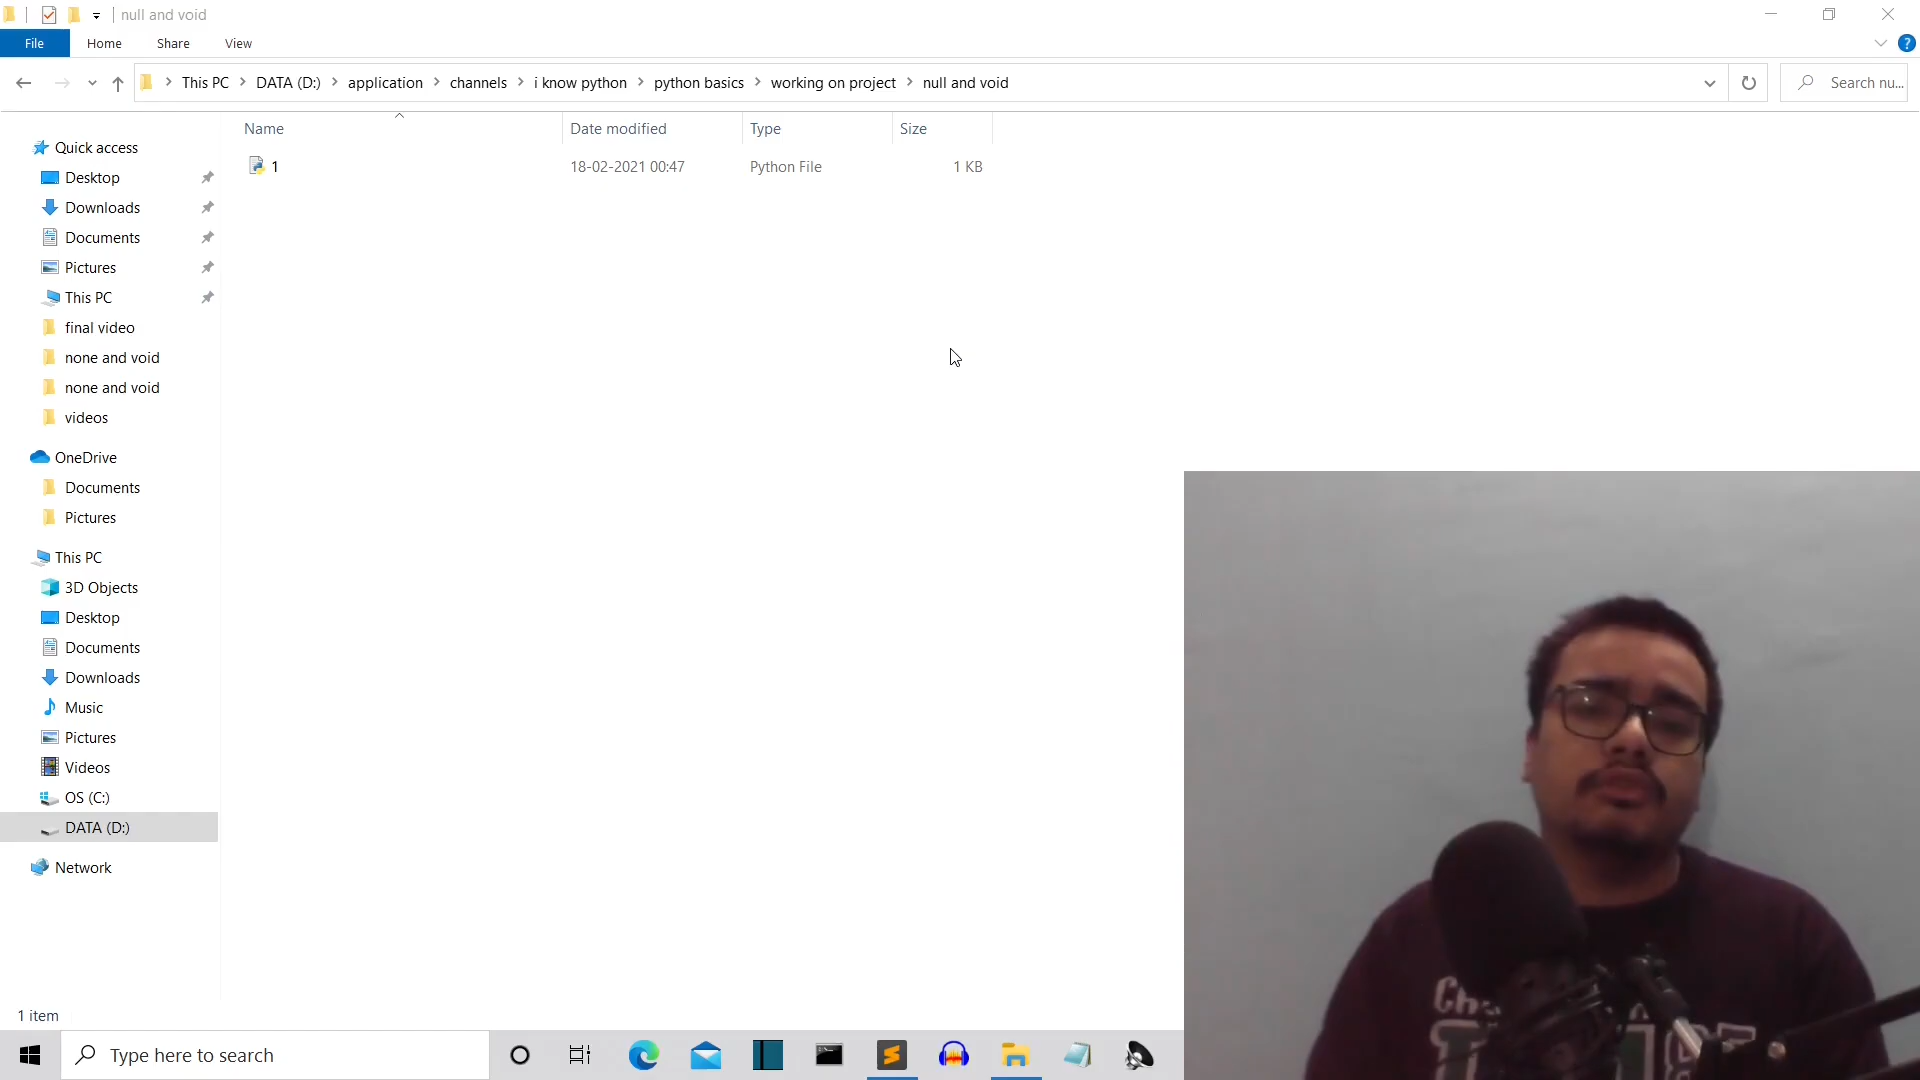 null and void
File Home Share View
This PC DATA (D:) application channels i know python python basics working on project null and void
Search nu...
Name Date modified Type Size
1 18-02-2021 00:47 Python File 1 KB
Quick access
Desktop
Downloads
Documents
Pictures
This PC
final video
none and void
none and void
videos
OneDrive
Documents
Pictures
This PC
3D Objects
Desktop
Documents
Downloads
Music
Pictures
Videos
OS (C:)
DATA (D:)
Network
1 item
Type here to search